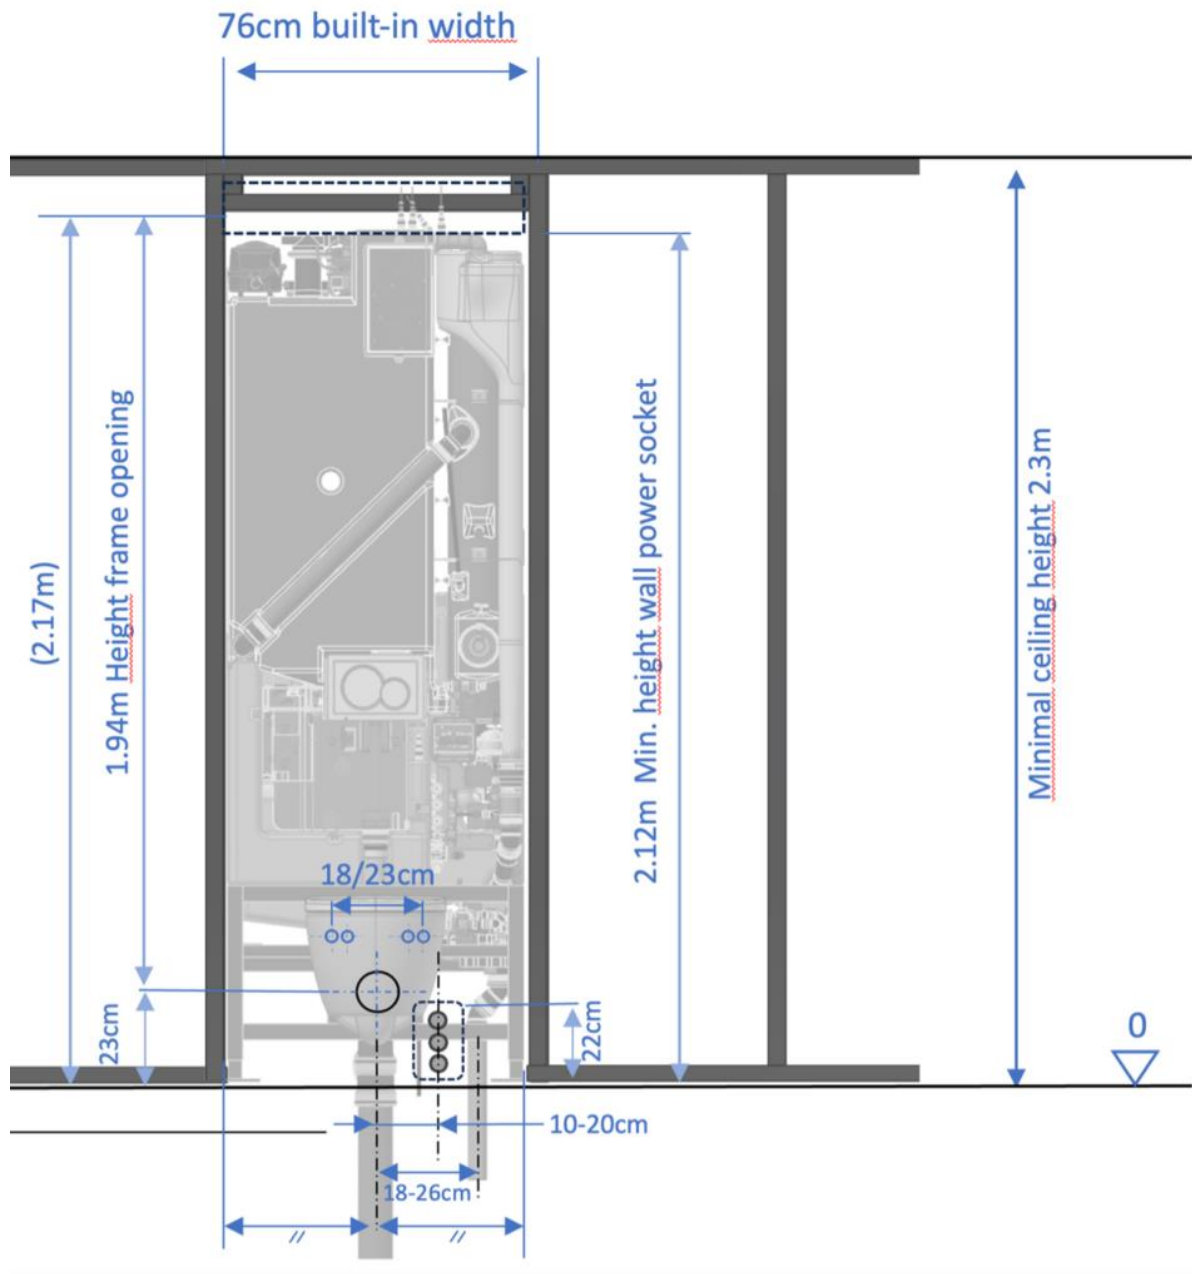 76cm built-in width
(2.17m)
1.94m Height frame opening
2.12m Min. height wall power socket
Minimal ceiling height 2.3m
18/23cm
23cm
22cm
0
10-20cm
18-26cm
//
//